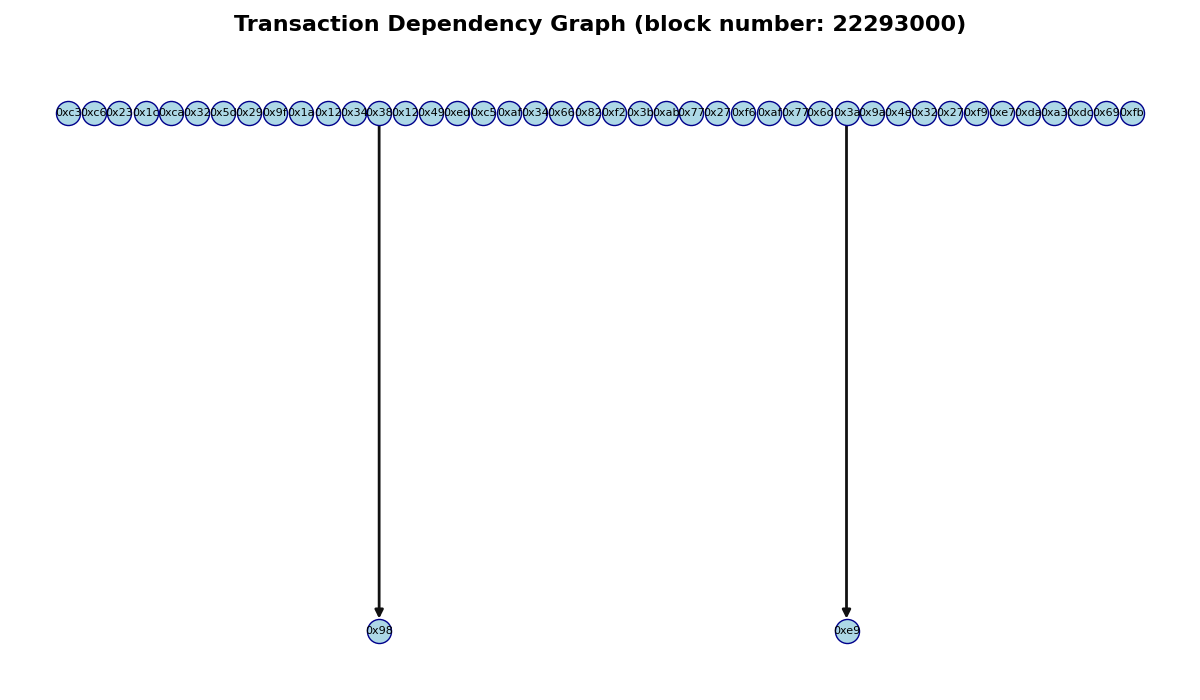 Transaction Dependency Graph (block number: 22293000)
0xc3 0xc6 0x23 0x1c 0xca 0x32 0x5d 0x29 0x9f 0x1a 0x12 0x34 0x38 0x12 0x49 0xed 0xc5 0xaf 0x34 0x66 0x82 0xf2 0x3b 0xab 0x77 0x27 0xf6 0xaf 0x77 0x6c 0x3a 0x9a 0x4e 0x32 0x27 0xf9 0xe7 0xda 0xa3 0xdc 0x69 0xfb
0x98 0xe9